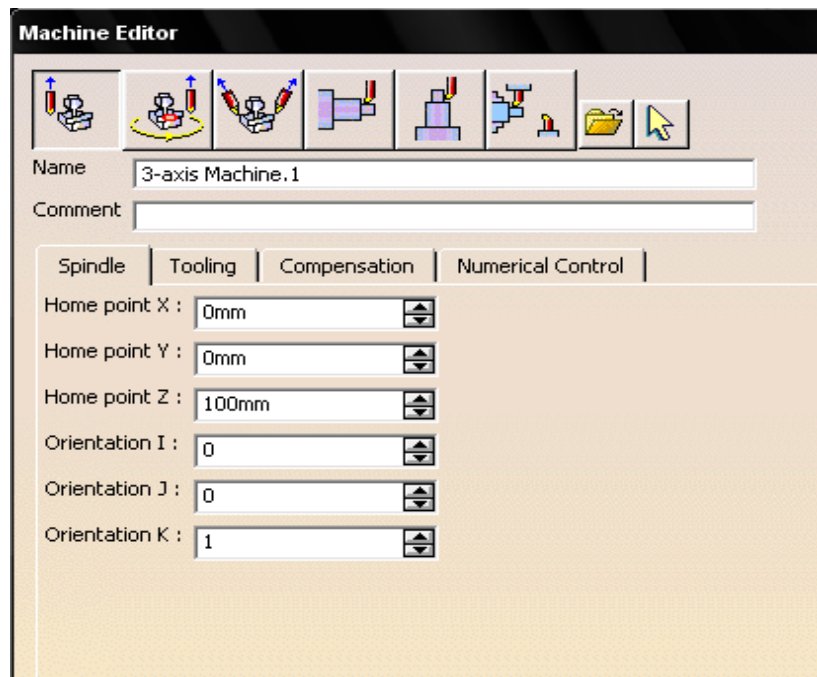 Machine Editor
Name 3-axis Machine.1
Comment
Spindle Tooling Compensation Numerical Control
Home point X : 0mm
Home point Y : 0mm
Home point Z : 100mm
Orientation I : 0
Orientation J : 0
Orientation K : 1